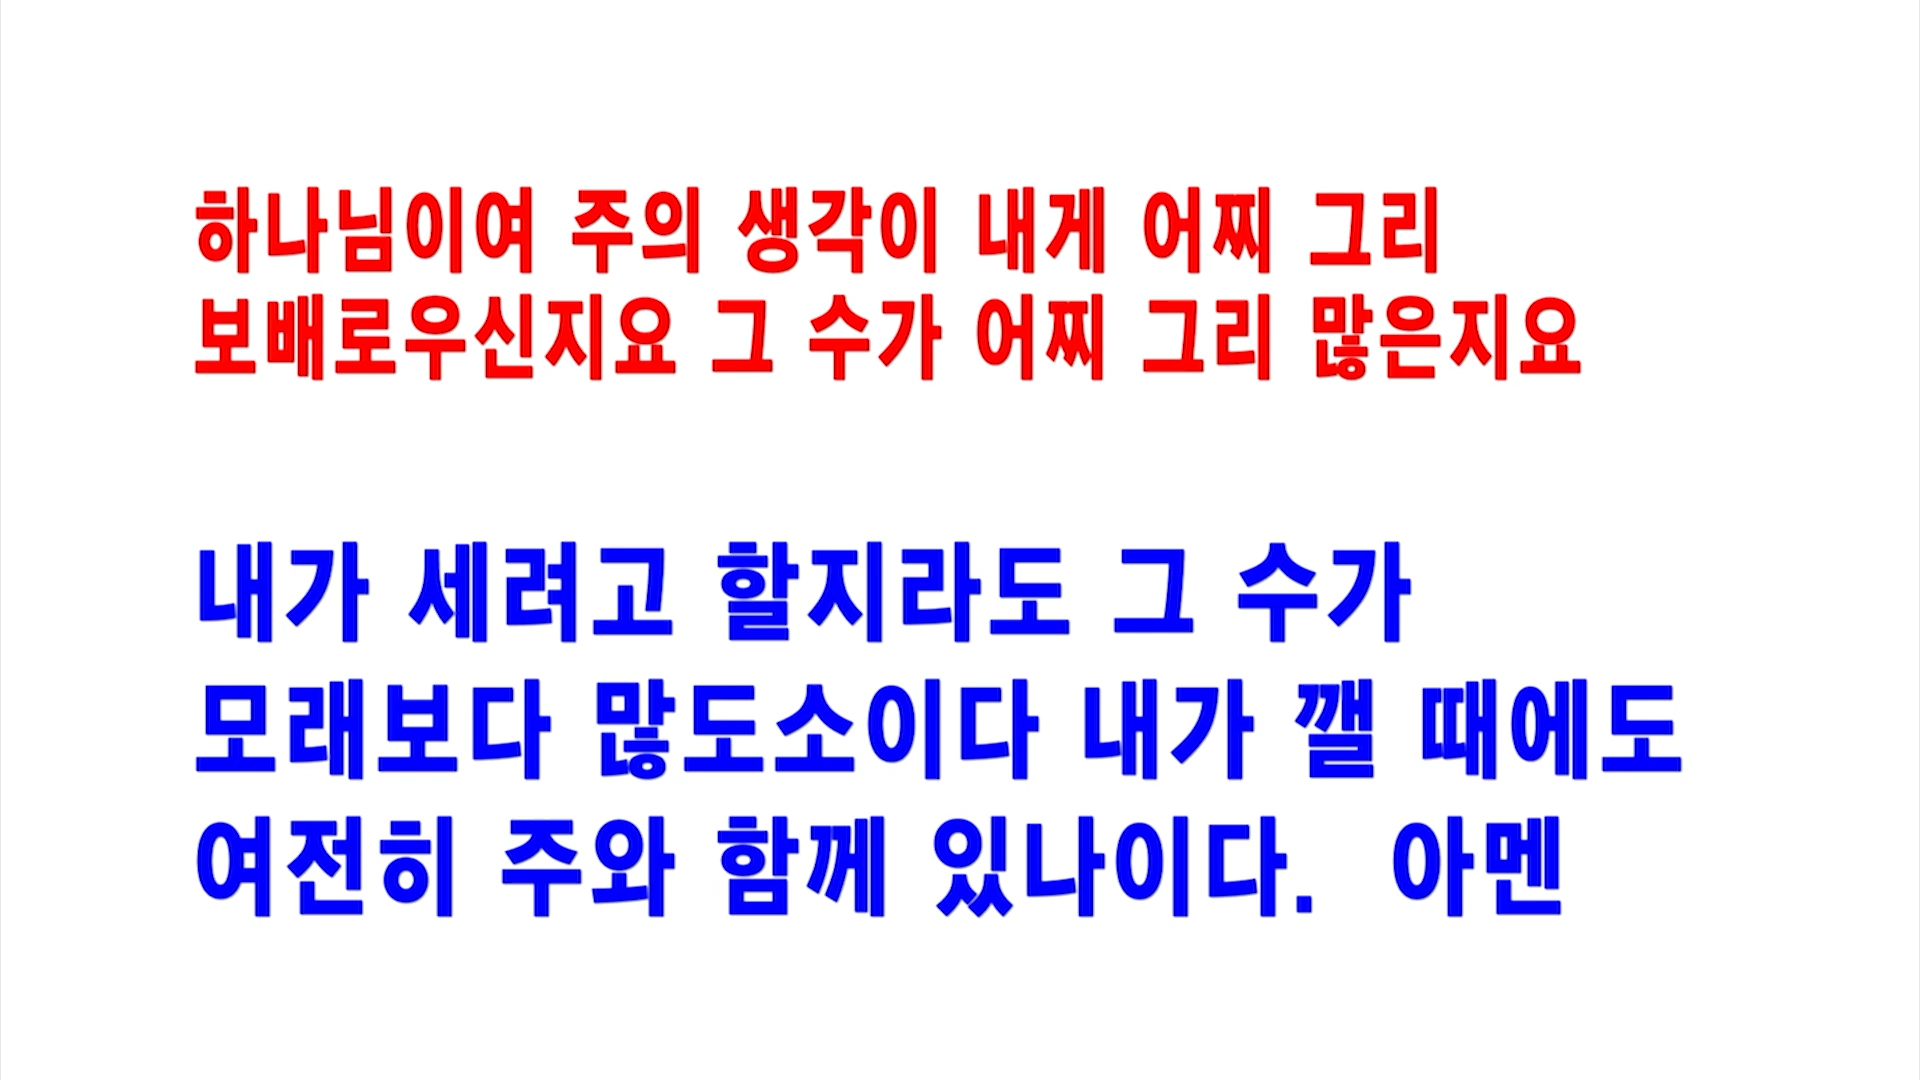 하나님이여 주의 생각이 내게 어찌 그리
보배로우신지요 그 수가 어찌 그리 많은지요
내가 세려고 할지라도 그 수가
모래보다 많도소이다 내가 깰 때에도
여전히 주와 함께 있나이다. 아멘